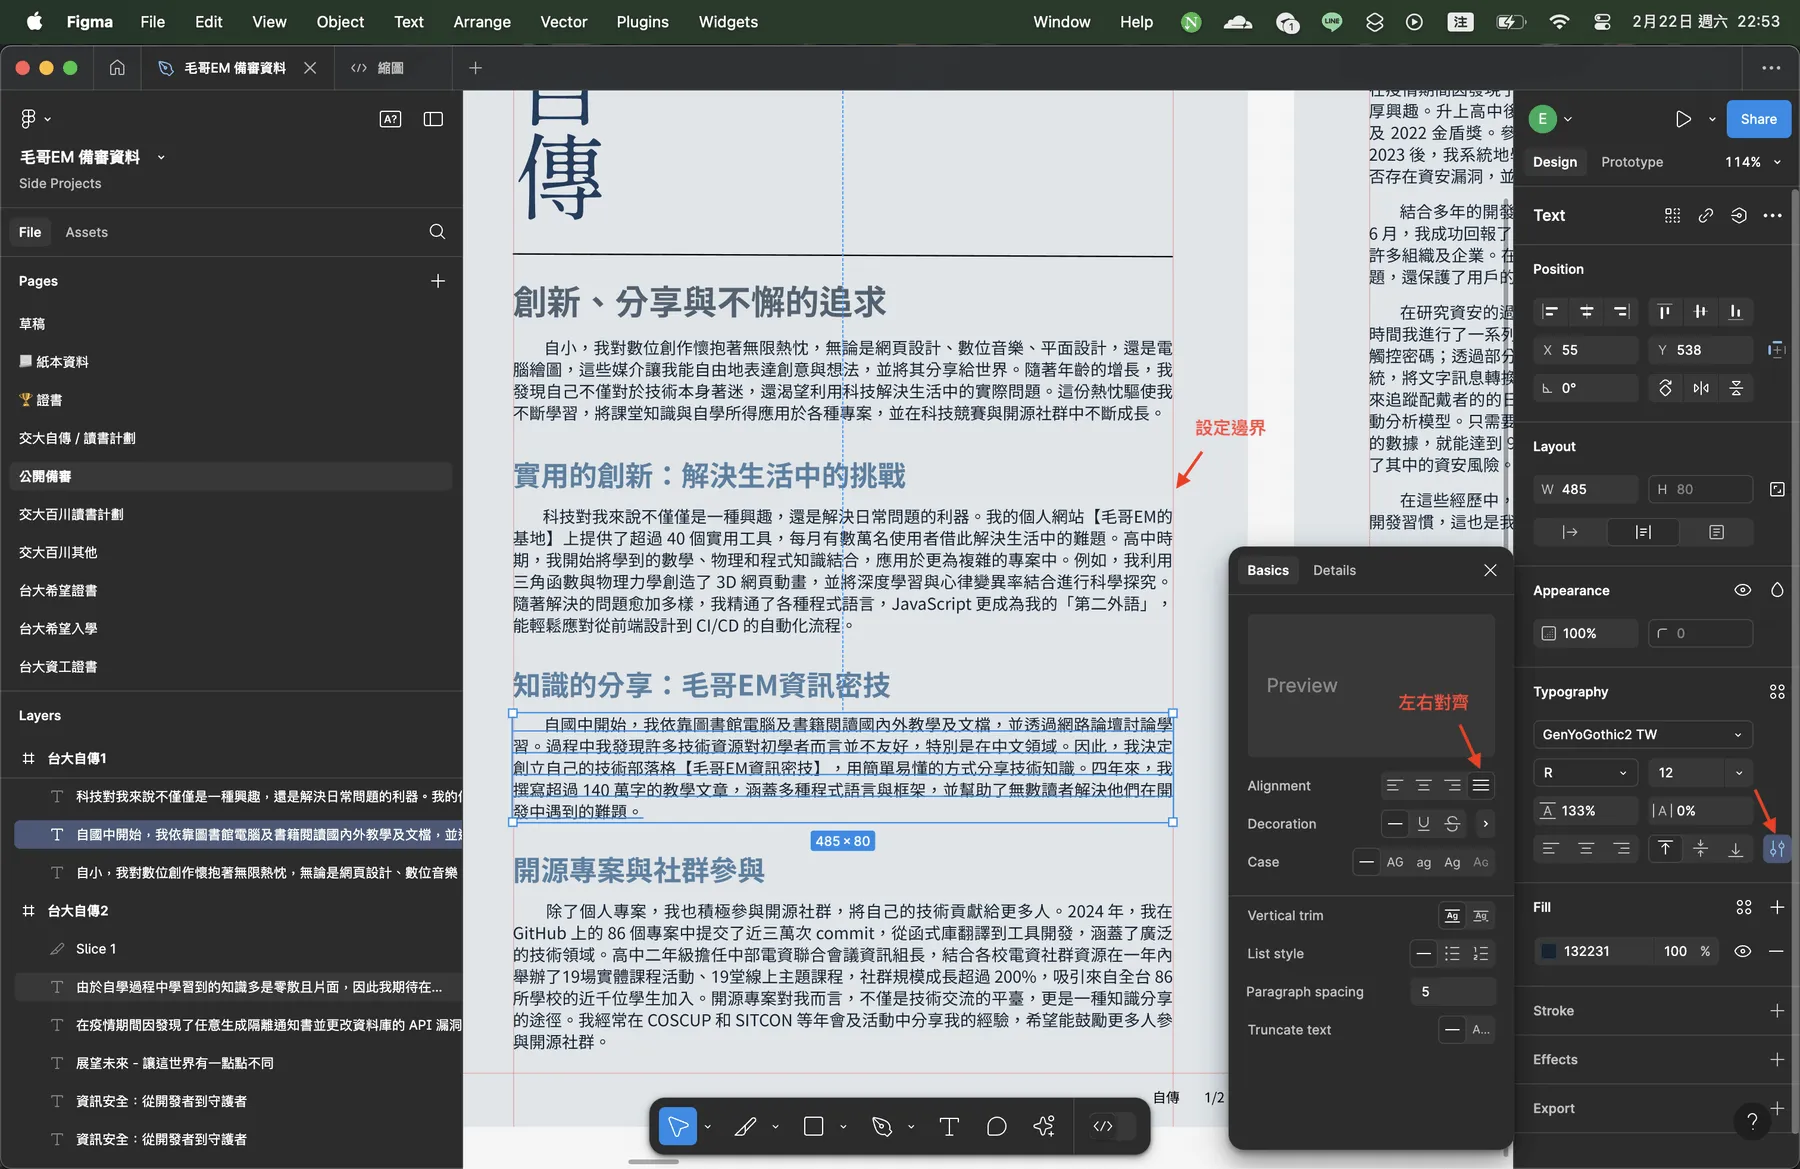 Figma File Edit View Object Text Arrange Vector Plugins Widgets Window Help 注 2月22日 週六 22:53
毛哥EM 備審資料
縮圖
A?
毛哥EM 備審資料
Side Projects
File Assets
Pages
草稿
紙本資料
證書
交大自傳 / 讀書計劃
公開備審
交大百川讀書計劃
交大百川其他
台大希望證書
台大希望入學
台大資工證書
Layers
台大自傳1
科技對我來說不僅僅是一種興趣,還是解決日常問題的利器。我的
自國中開始,我依靠圖書館電腦及書籍閱讀國內外教學及文檔,並
自小,我對數位創作懷抱著無限熱忱,無論是網頁設計、數位音樂
台大自傳2
Slice 1
由於自學過程中學習到的知識多是零散且片面,因此我期待在...
在疫情期間因發現了任意生成隔離通知書並更改資料庫的 API 漏洞
展望未來 - 讓這世界有一點點不同
資訊安全:從開發者到守護者
資訊安全:從開發者到守護者
自
傳
創新、分享與不懈的追求
自小,我對數位創作懷抱著無限熱忱,無論是網頁設計、數位音樂、平面設計,還是電
腦繪圖,這些媒介讓我能自由地表達創意與想法,並將其分享給世界。隨著年齡的增長,我
發現自己不僅對於技術本身著迷,還渴望利用科技解決生活中的實際問題。這份熱忱驅使我
不斷學習,將課堂知識與自學所得應用於各種專案,並在科技競賽與開源社群中不斷成長。
設定邊界
實用的創新:解決生活中的挑戰
科技對我來說不僅僅是一種興趣,還是解決日常問題的利器。我的個人網站【毛哥EM的
基地】上提供了超過 40 個實用工具,每月有數萬名使用者借此解決生活中的難題。高中時
期,我開始將學到的數學、物理和程式知識結合,應用於更為複雜的專案中。例如,我利用
三角函數與物理力學創造了 3D 網頁動畫,並將深度學習與心律變異率結合進行科學探究。
隨著解決的問題愈加多樣,我精通了各種程式語言,JavaScript 更成為我的「第二外語」,
能輕鬆應對從前端設計到 CI/CD 的自動化流程。
知識的分享:毛哥EM資訊密技
自國中開始,我依靠圖書館電腦及書籍閱讀國內外教學及文檔,並透過網路論壇討論學
習。過程中我發現許多技術資源對初學者而言並不友好,特別是在中文領域。因此,我決定
創立自己的技術部落格【毛哥EM資訊密技】,用簡單易懂的方式分享技術知識。四年來,我
撰寫超過 140 萬字的教學文章,涵蓋多種程式語言與框架,並幫助了無數讀者解決他們在開
發中遇到的難題。
485 × 80
開源專案與社群參與
除了個人專案,我也積極參與開源社群,將自己的技術貢獻給更多人。2024 年,我在
GitHub 上的 86 個專案中提交了近三萬次 commit,從函式庫翻譯到工具開發,涵蓋了廣泛
的技術領域。高中二年級擔任中部電資聯合會議資訊組長,結合各校電資社群資源在一年內
舉辦了19場實體課程活動、19堂線上主題課程,社群規模成長超過 200%,吸引來自全台 86
所學校的近千位學生加入。開源專案對我而言,不僅是技術交流的平臺,更是一種知識分享
的途徑。我經常在 COSCUP 和 SITCON 等年會及活動中分享我的經驗,希望能鼓勵更多人參
與開源社群。
自傳 1/2
在疫情期間因發現了
厚興趣。升上高中後
及 2022 金盾獎。參
2023 後,我系統地
否存在資安漏洞,並
結合多年的開發
6 月,我成功回報了
許多組織及企業。在
題,還保護了用戶的
在研究資安的過
時間我進行了一系列
觸控密碼;透過部分
統,將文字訊息轉換
來追蹤配戴者的的日
動分析模型。只需要
的數據,就能達到 9
了其中的資安風險。
在這些經歷中,
開發習慣,這也是我
Basics Details
Preview
左右對齊
Alignment
Decoration
Case AG ag Ag AG
Vertical trim Ag Ag
List style
Paragraph spacing 5
Truncate text A...
E Share
Design Prototype 114%
Text
Position
X 55 Y 538
0°
Layout
W 485 H 80
Appearance
100% 0
Typography
GenYoGothic2 TW
R 12
133% |A| 0%
Fill
132231 100 %
Stroke
Effects
Export
?